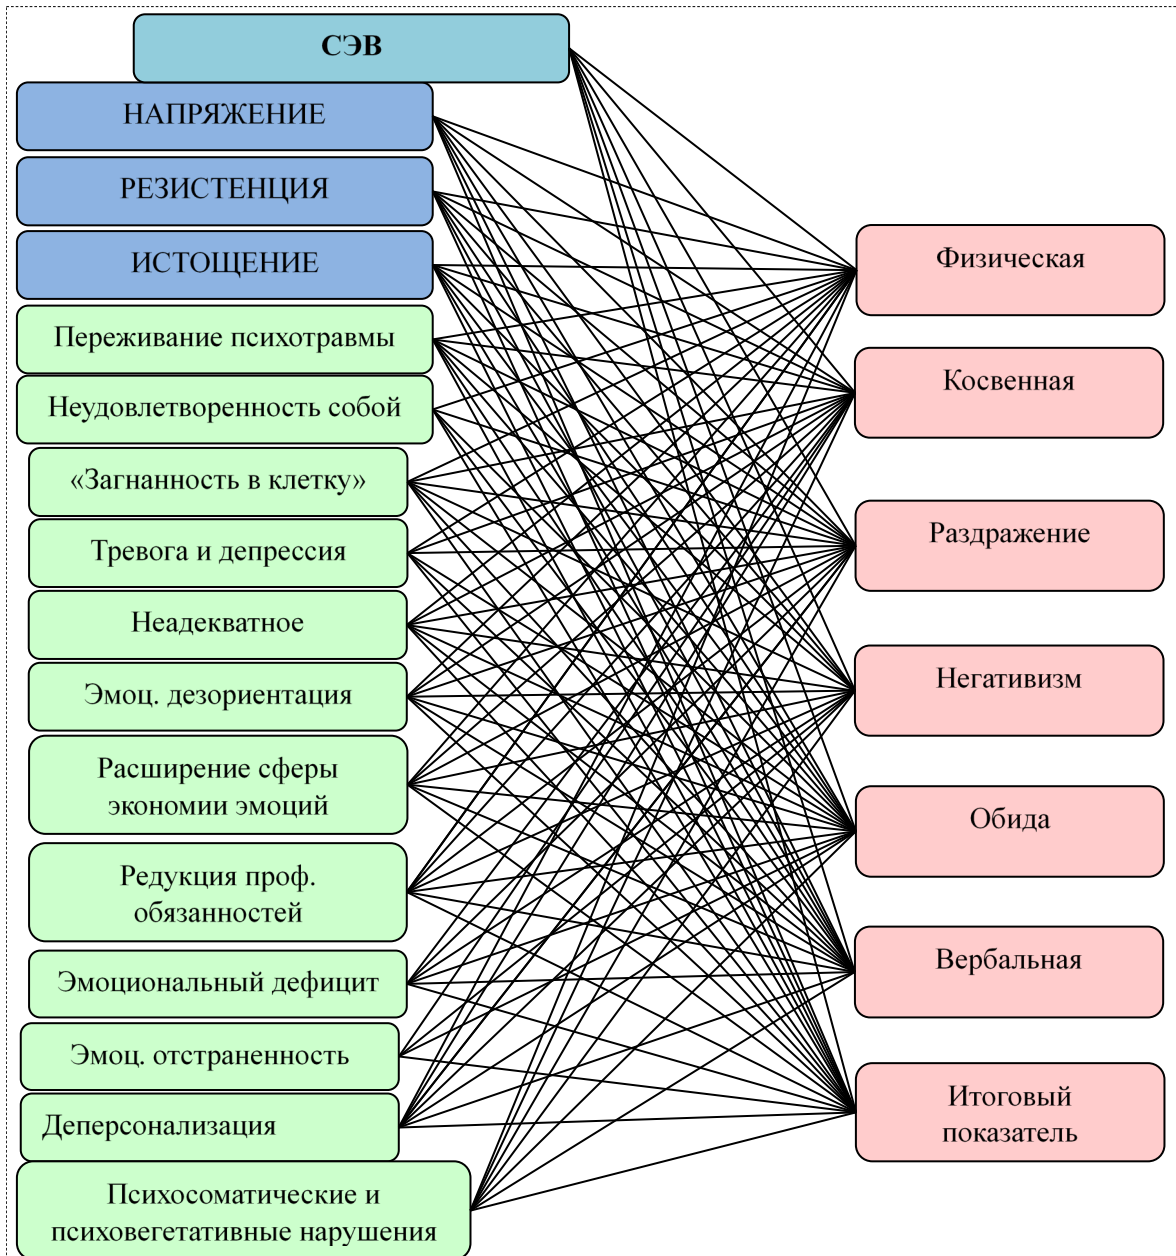 СЭВ
НАПРЯЖЕНИЕ
РЕЗИСТЕНЦИЯ
ИСТОЩЕНИЕ
Переживание психотравмы
Неудовлетворенность собой
«Загнанность в клетку»
Тревога и депрессия
Неадекватное
Эмоц. дезориентация
Расширение сферы
экономии эмоций
Редукция проф.
обязанностей
Эмоциональный дефицит
Эмоц. отстраненность
Деперсонализация
Психосоматические и
психовегетативные нарушения
Физическая
Косвенная
Раздражение
Негативизм
Обида
Вербальная
Итоговый
показатель